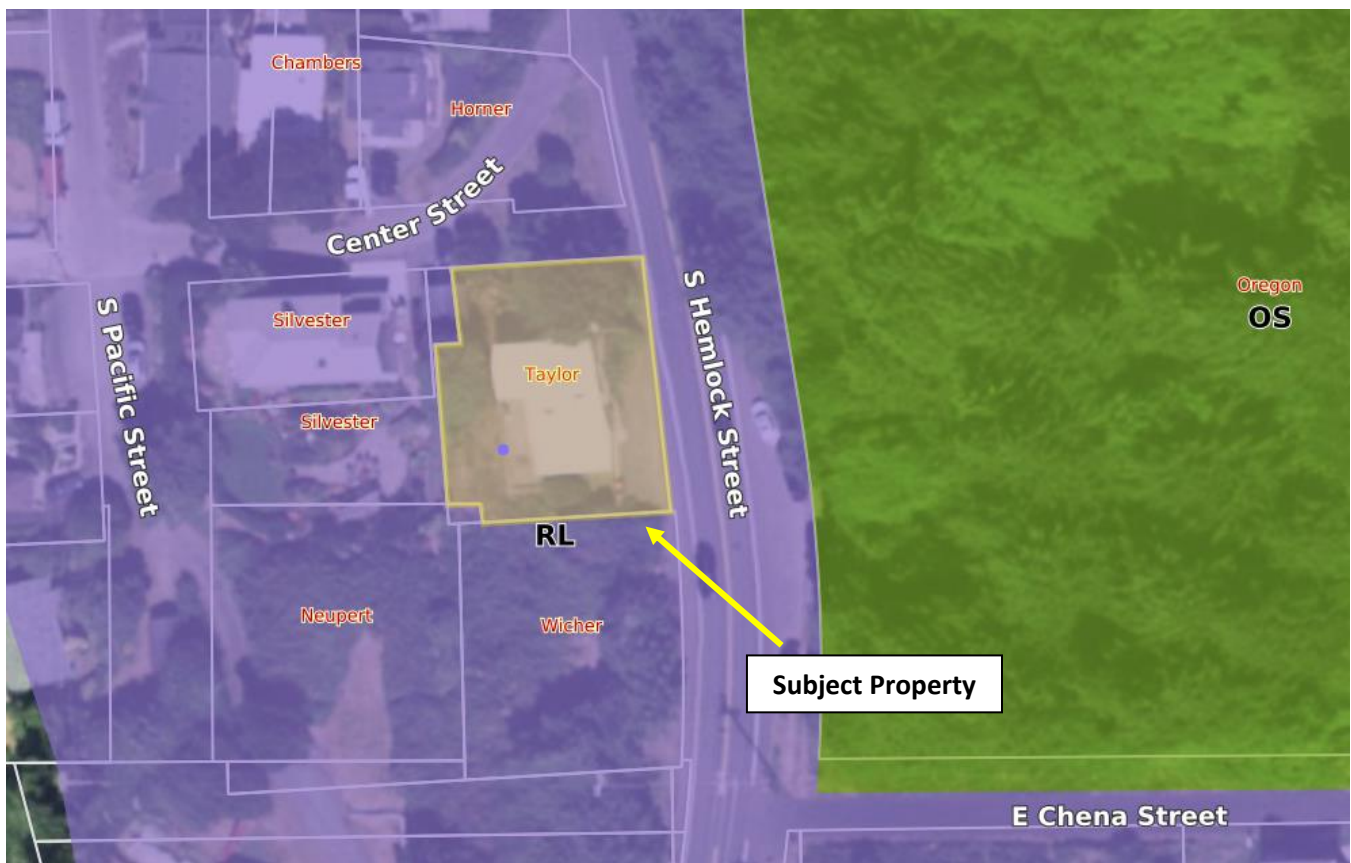 Chambers
Horner
Center Street
S Hemlock Street
Oregon
OS
S Pacific Street
Silvester
Taylor
Silvester
RL
Neupert
Wicher
Subject Property
E Chena Street